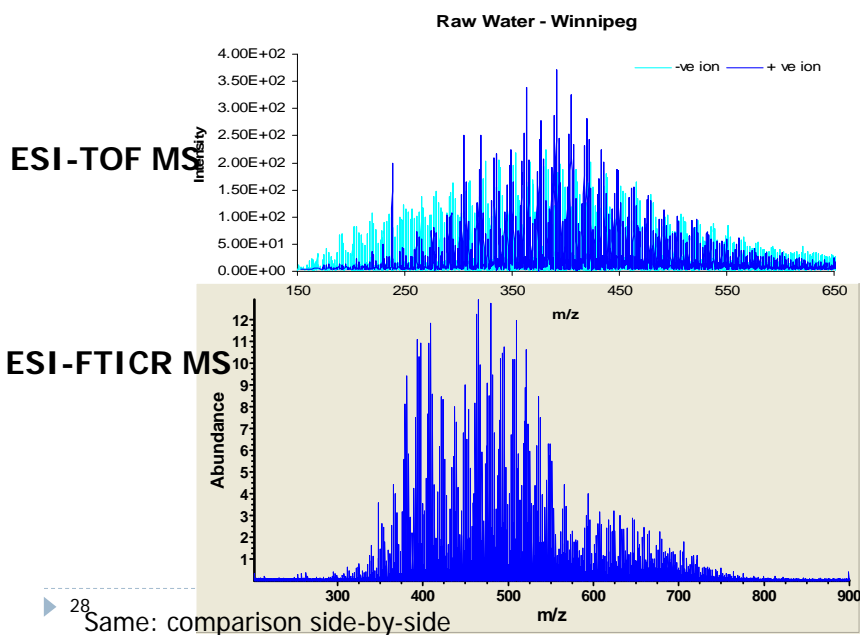 Raw Water - Winnipeg
4.00E+02
3.50E+02
3.00E+02
2.50E+02
2.00E+02
1.50E+02
1.00E+02
5.00E+01
0.00E+00
Intensity
-ve ion + ve ion
ESI-TOF MS
150 250 350 450 550 650
m/z
ESI-FTICR MS
12
11
10
9
8
7
6
5
4
3
2
1
Abundance
300 400 500 600 700 800 900
m/z
28
Same: comparison side-by-side